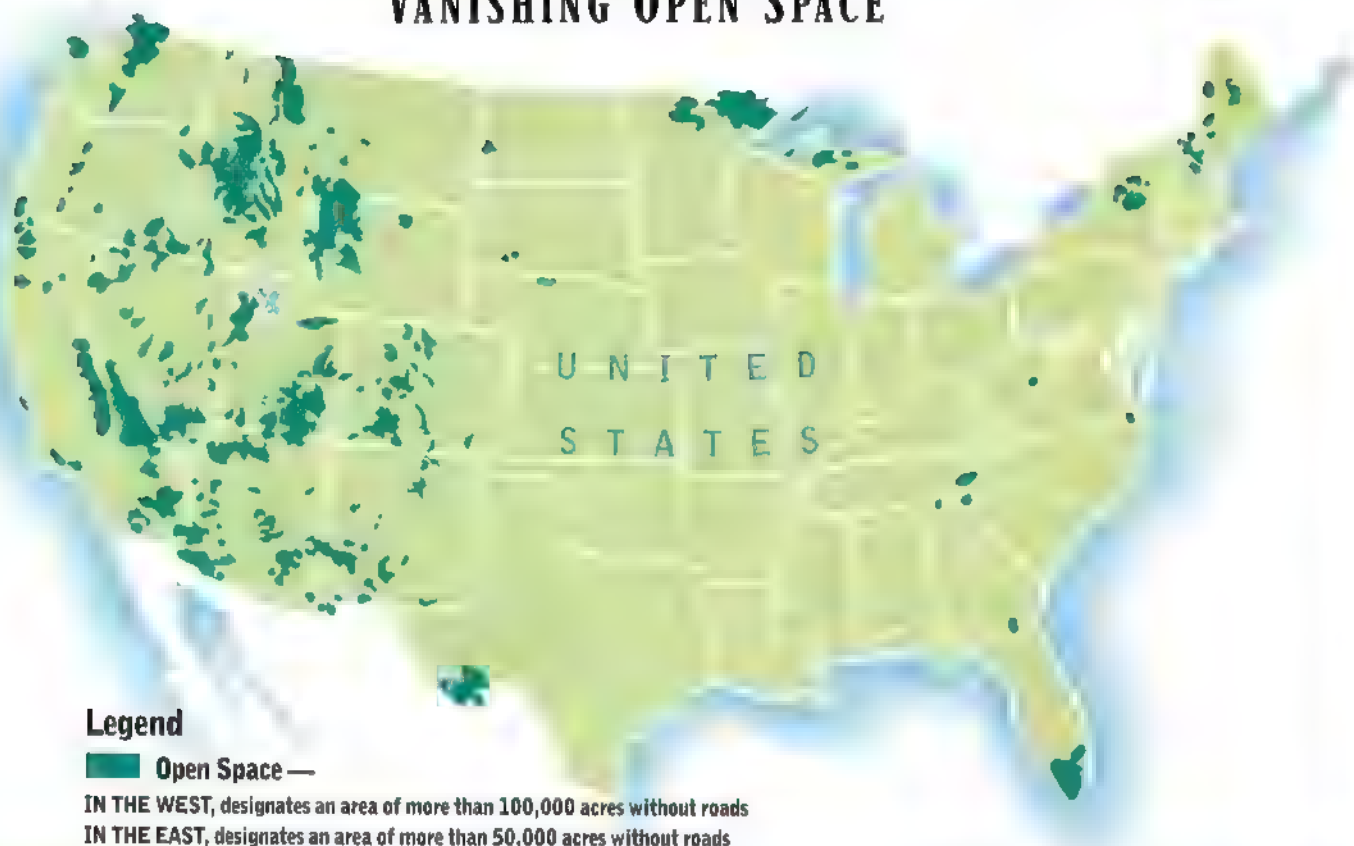 VANISHING OPEN SPACE
UNITED
STATES
Legend
Open Space—
IN THE WEST, designates an area of more than 100,000 acres without roads
IN THE EAST, designates an area of more than 50,000 acres without roads